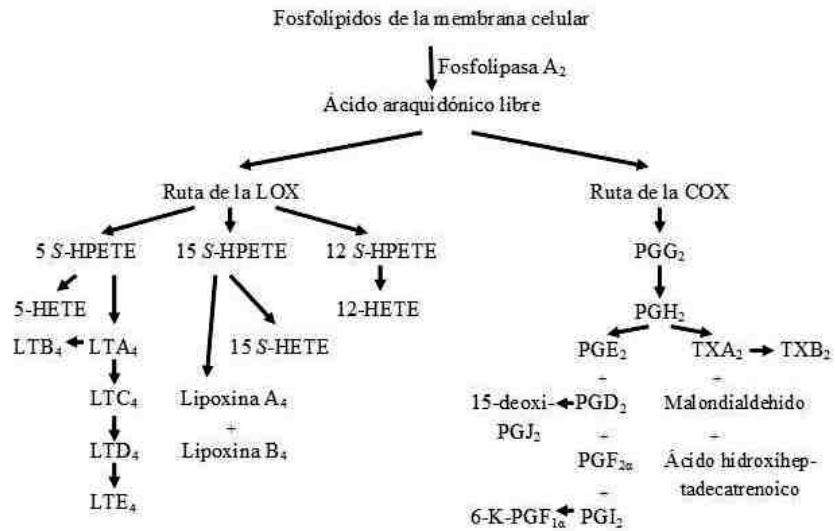 Fosfolípidos de la membrana celular
Fosfolipasa A₂
Ácido araquidónico libre
Ruta de la LOX
Ruta de la COX
5 S-HPETE
15 S-HPETE
12 S-HPETE
PGG₂
5-HETE
12-HETE
PGH₂
LTB₄
LTA₄
15 S-HETE
PGE₂
TXA₂
TXB₂
+
+
LTC₄
Lipoxina A₄
15-deoxi-
PGJ₂
PGD₂
Malondialdehido
+
+
+
LTD₄
Lipoxina B₄
PGF₂α
Ácido hidroxihep-
tadecatrenoico
+
LTE₄
6-K-PGF₁α
PGI₂